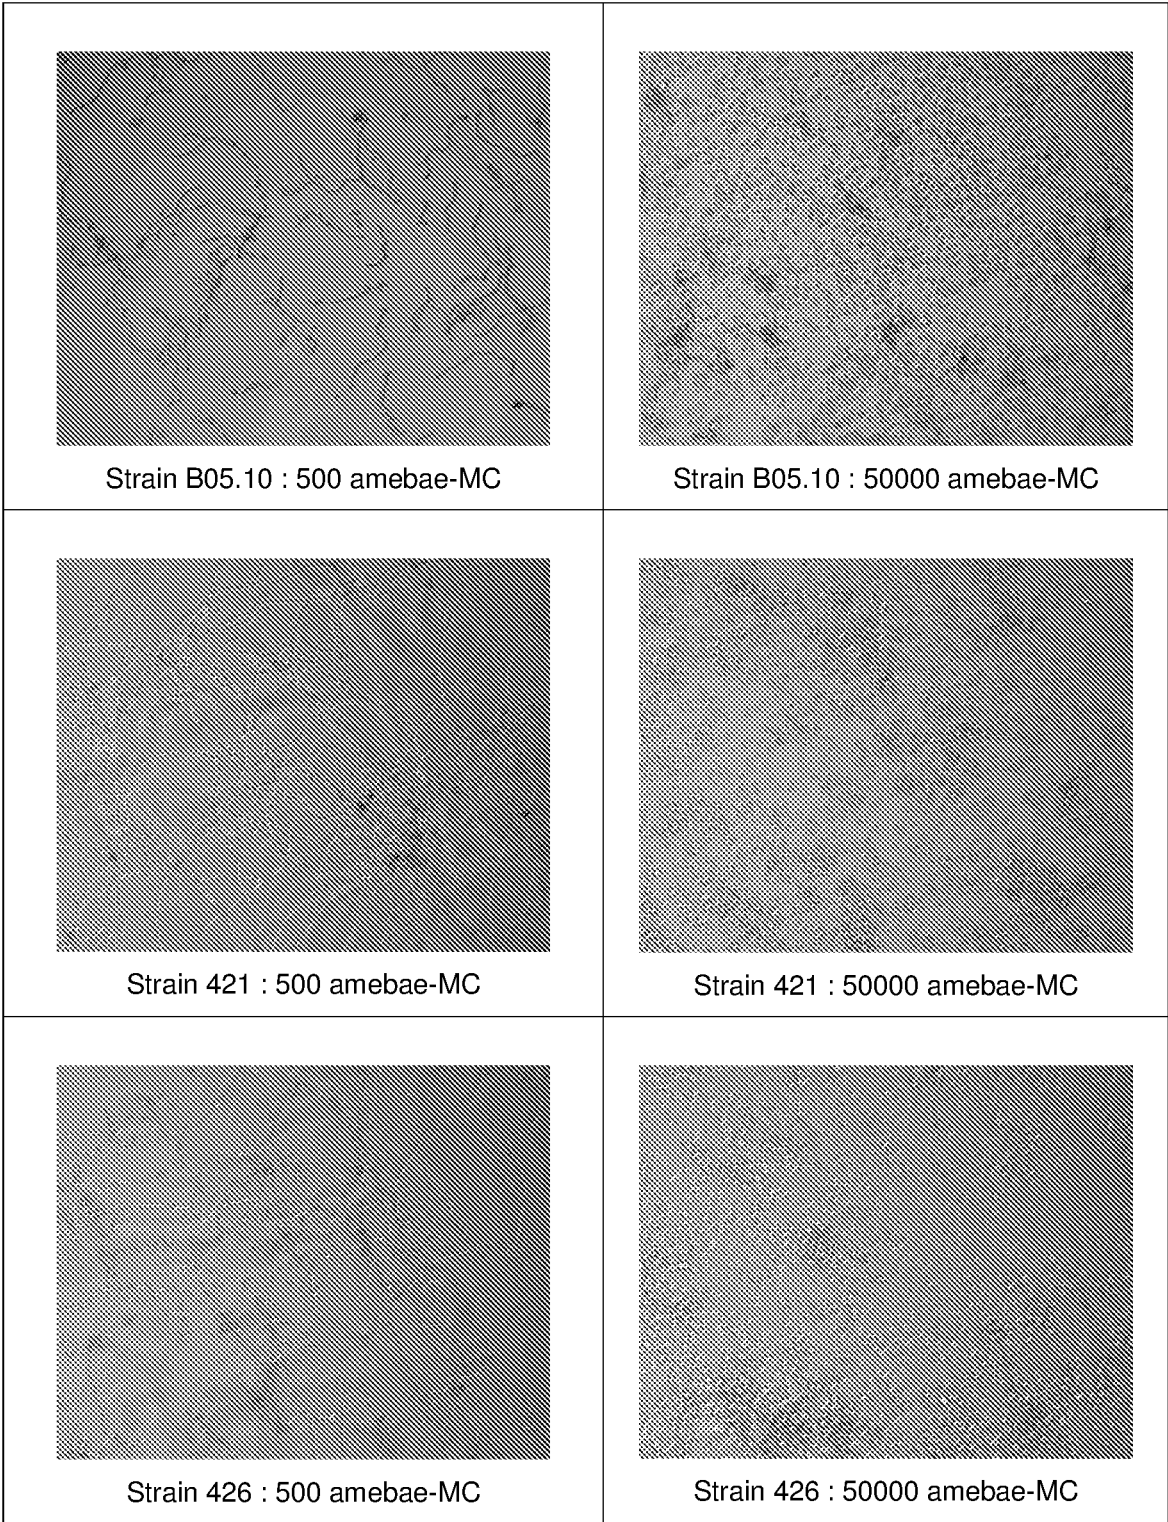 Strain B05.10 : 500 amebae-MC
Strain B05.10 : 50000 amebae-MC
Strain 421 : 500 amebae-MC
Strain 421 : 50000 amebae-MC
Strain 426 : 500 amebae-MC
Strain 426 : 50000 amebae-MC